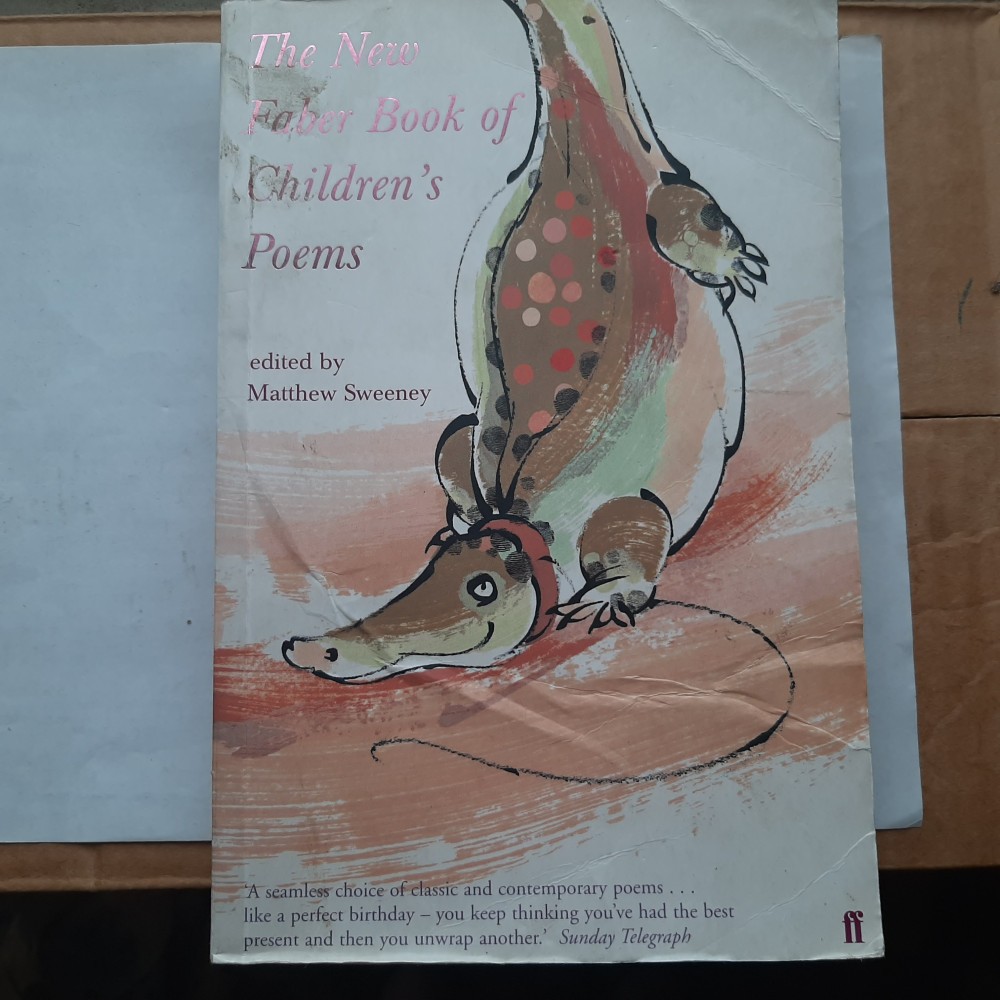 The New
Faber Book of
Children's
Poems
edited by
Matthew Sweeney
'A seamless choice of classic and contemporary poems . . .
like a perfect birthday – you keep thinking you've had the best
present and then you unwrap another.' Sunday Telegraph
ff